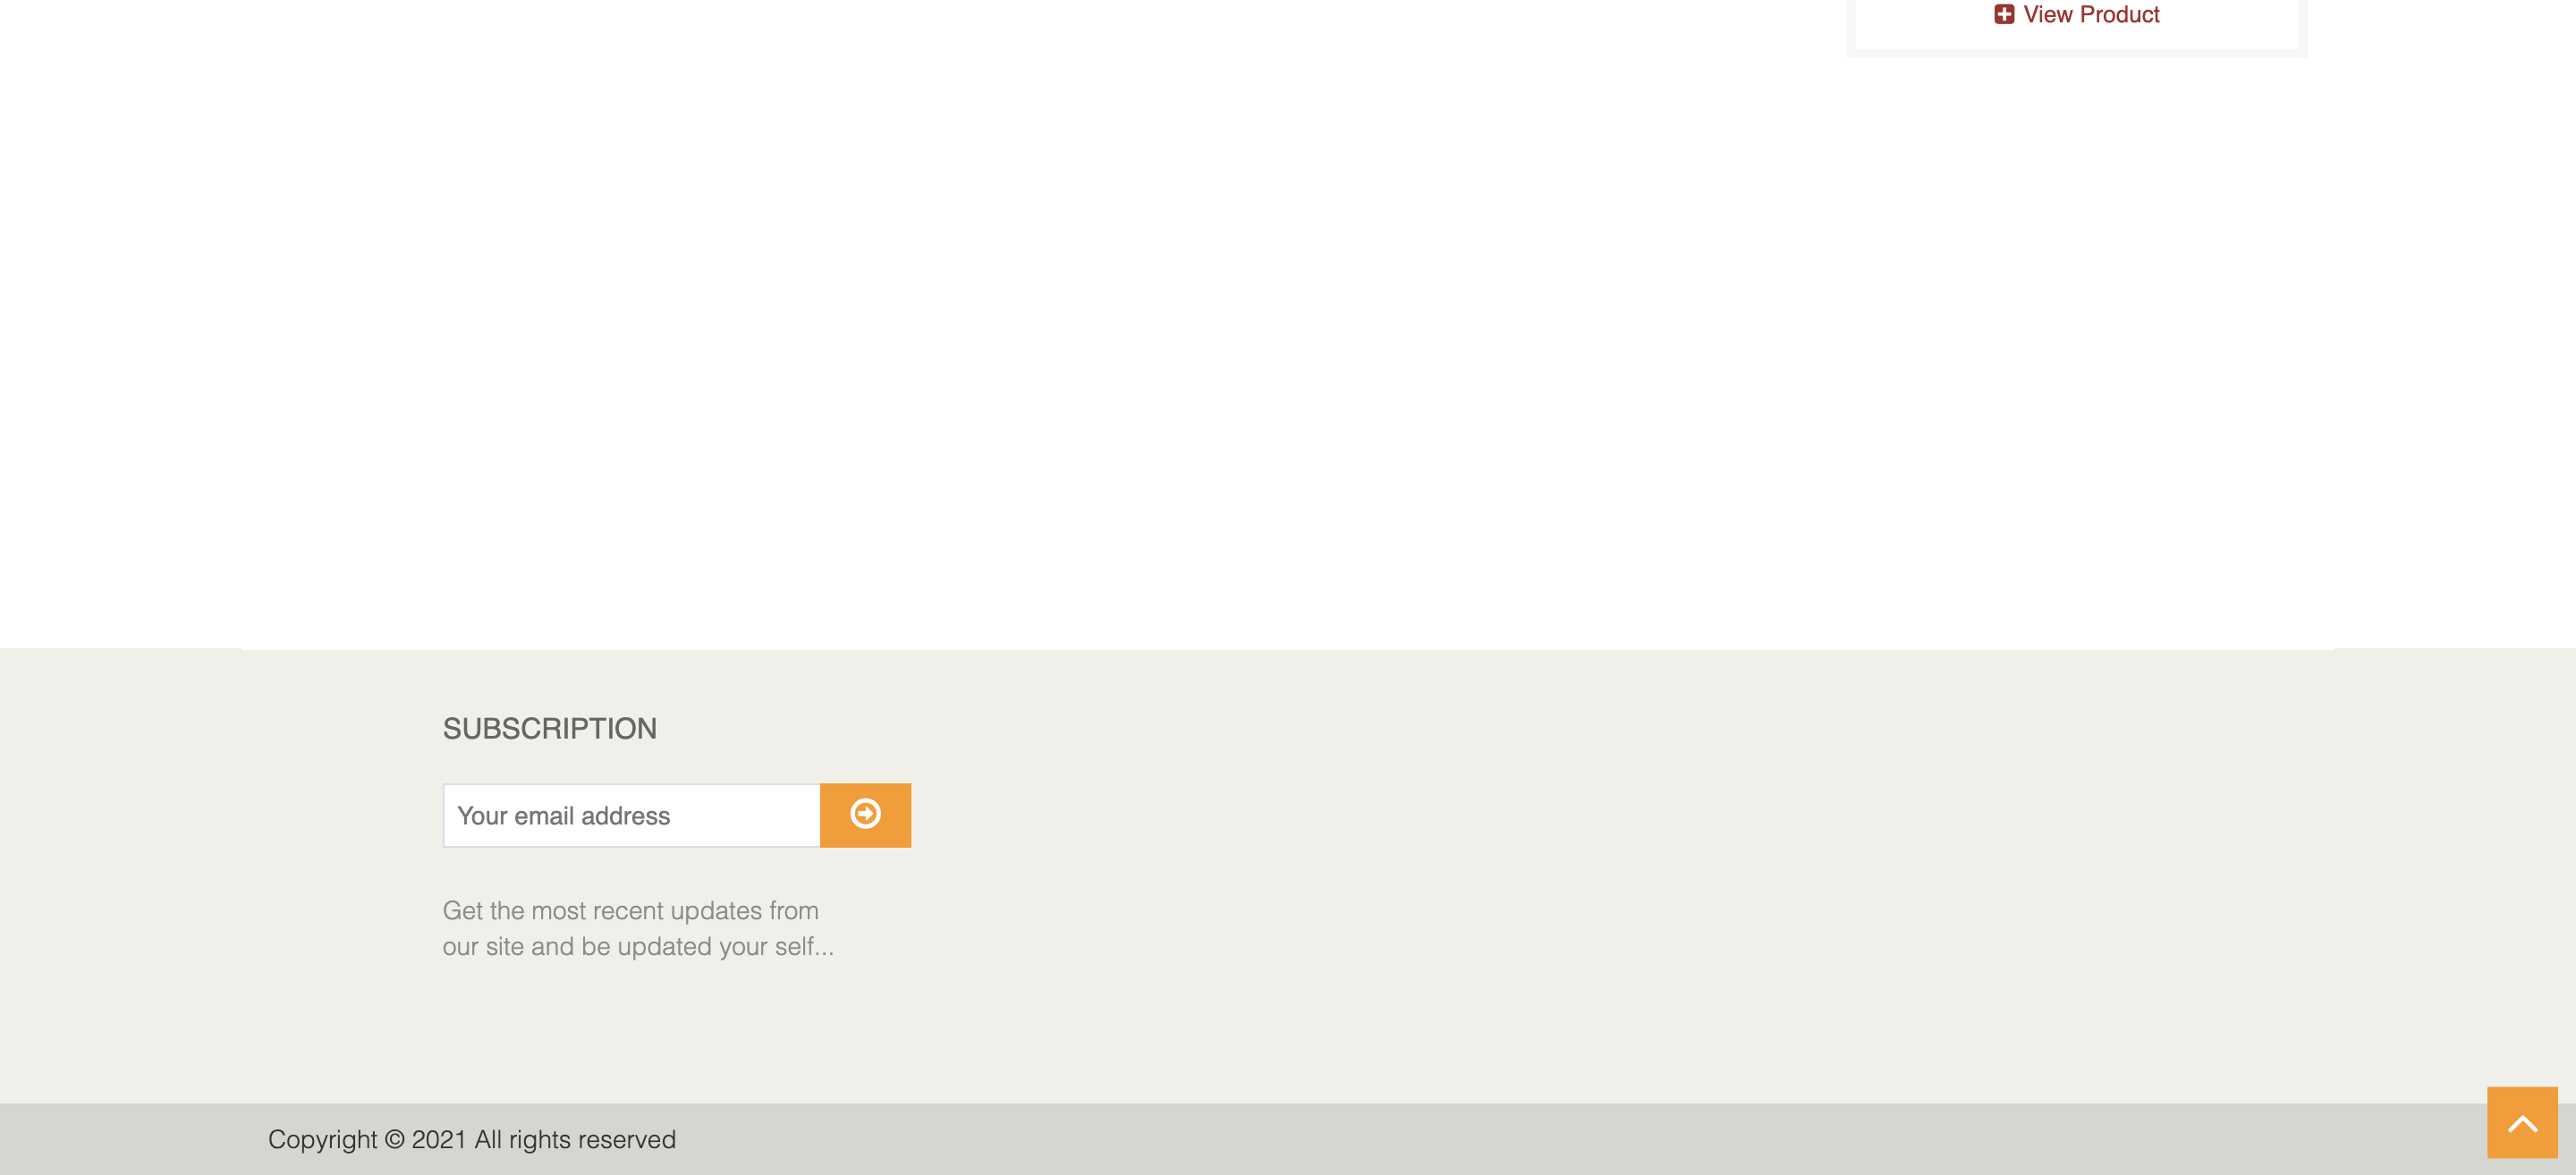 View Product
SUBSCRIPTION
Your email address
Get the most recent updates from
our site and be updated your self...
Copyright © 2021 All rights reserved